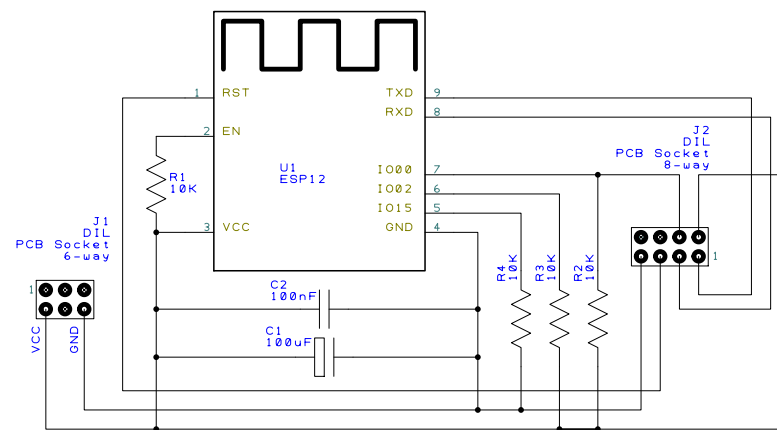 1 RST TXD 9
RXD 8
2 EN
J2
DIL
PCB Socket
8-way
U1
ESP12
IO00 7
IO02 6
IO15 5
R1
10K
3 VCC GND 4
J1
DIL
PCB Socket
6-way
1
R4
10K
R3
10K
R2
10K
1
C2
100nF
C1
100uF
VCC
GND